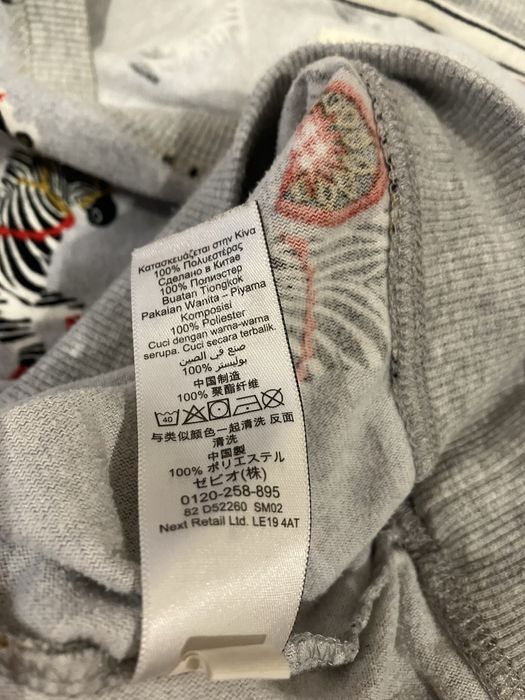 Κατασκευάζεται στην Κίνα
100% Πολυεστέρας
Сделано в Китае
100% Полиэстер
Buatan Tiongkok
Pakaian Wanita – Piyama
Komposisi
100% Poliester
Cuci dengan warna-warna
serupa. Cuci secara terbalik.
صنع في الصين
100% بوليستر
中国制造
100% 聚酯纤维
40
与类似颜色一起清洗 反面
清洗
中国製
100% ポリエステル
ゼビオ(株)
0120-258-895
82 D52260 SM02
Next Retail Ltd. LE19 4AT